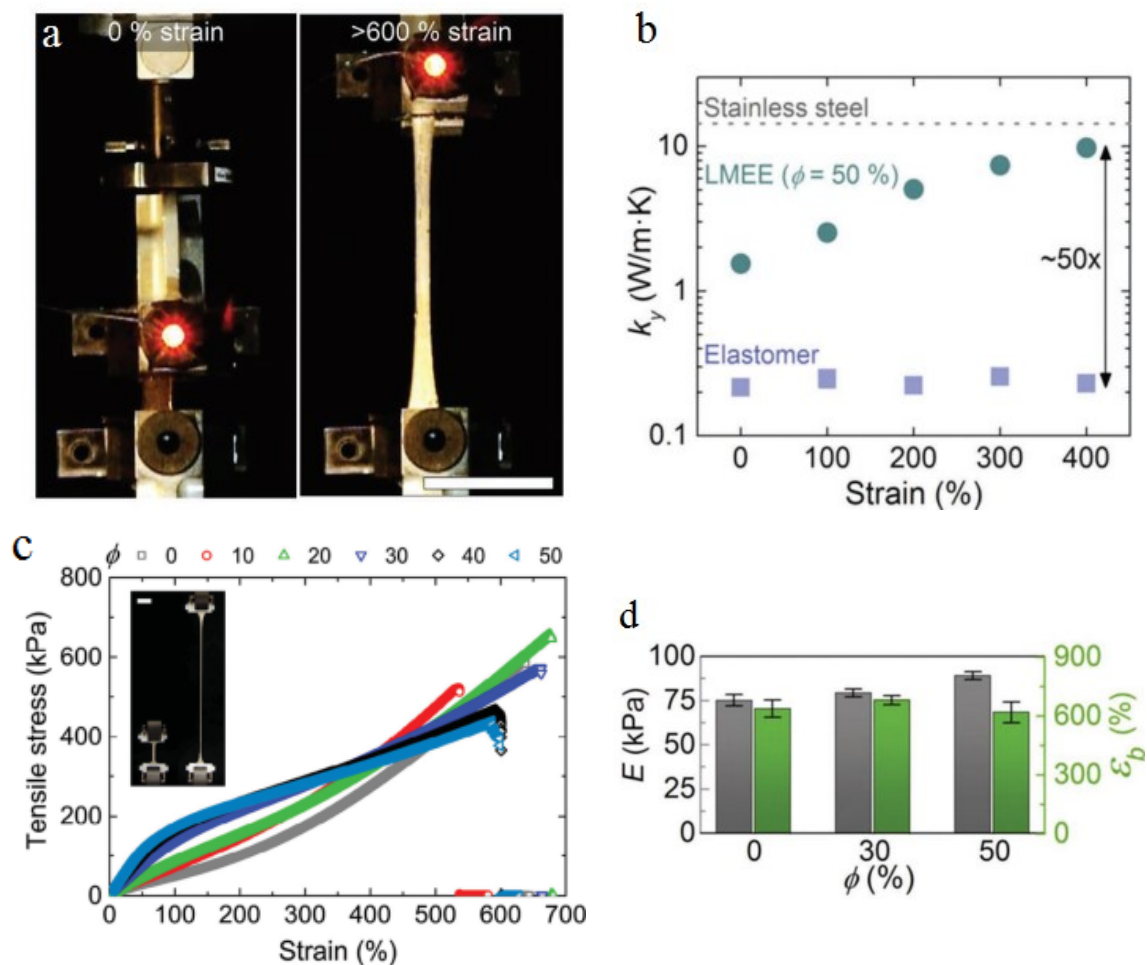 a
0 % strain
>600 % strain
b
Stainless steel
LMEE (ϕ = 50 %)
~50x
Elastomer
10
1
0.1
k_y (W/m·K)
0 100 200 300 400
Strain (%)
c
ϕ 0 10 20 30 40 50
800
600
400
200
0
Tensile stress (kPa)
0 100 200 300 400 500 600 700
Strain (%)
d
100
75
50
25
0
E (kPa)
900
600
300
0
ε_b (%)
0 30 50
ϕ (%)